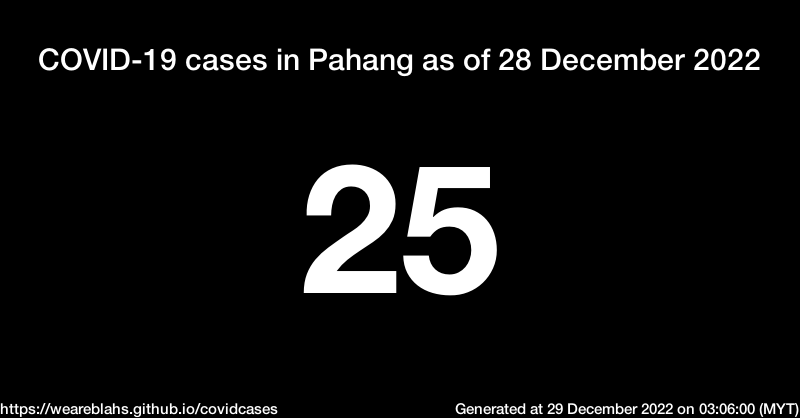 COVID-19 cases in Pahang as of 28 December 2022
25
https://weareblahs.github.io/covidcases
Generated at 29 December 2022 on 03:06:00 (MYT)